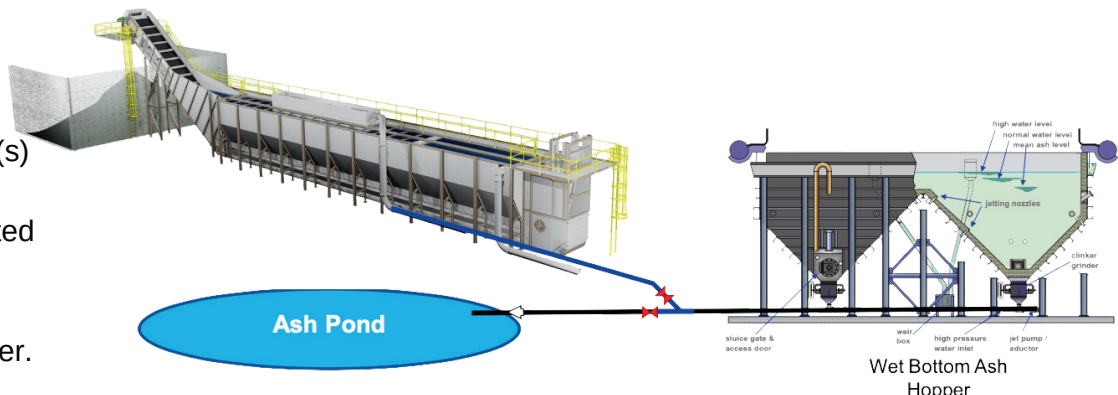 (s)
ted
er.
Ash Pond
high water level
normal water level
mean ash level
jetting nozzles
clinkar
grinder
sluice gate &
access door
weir
box
high pressure
water inlet
jet pump /
eductor
Wet Bottom Ash
Hopper